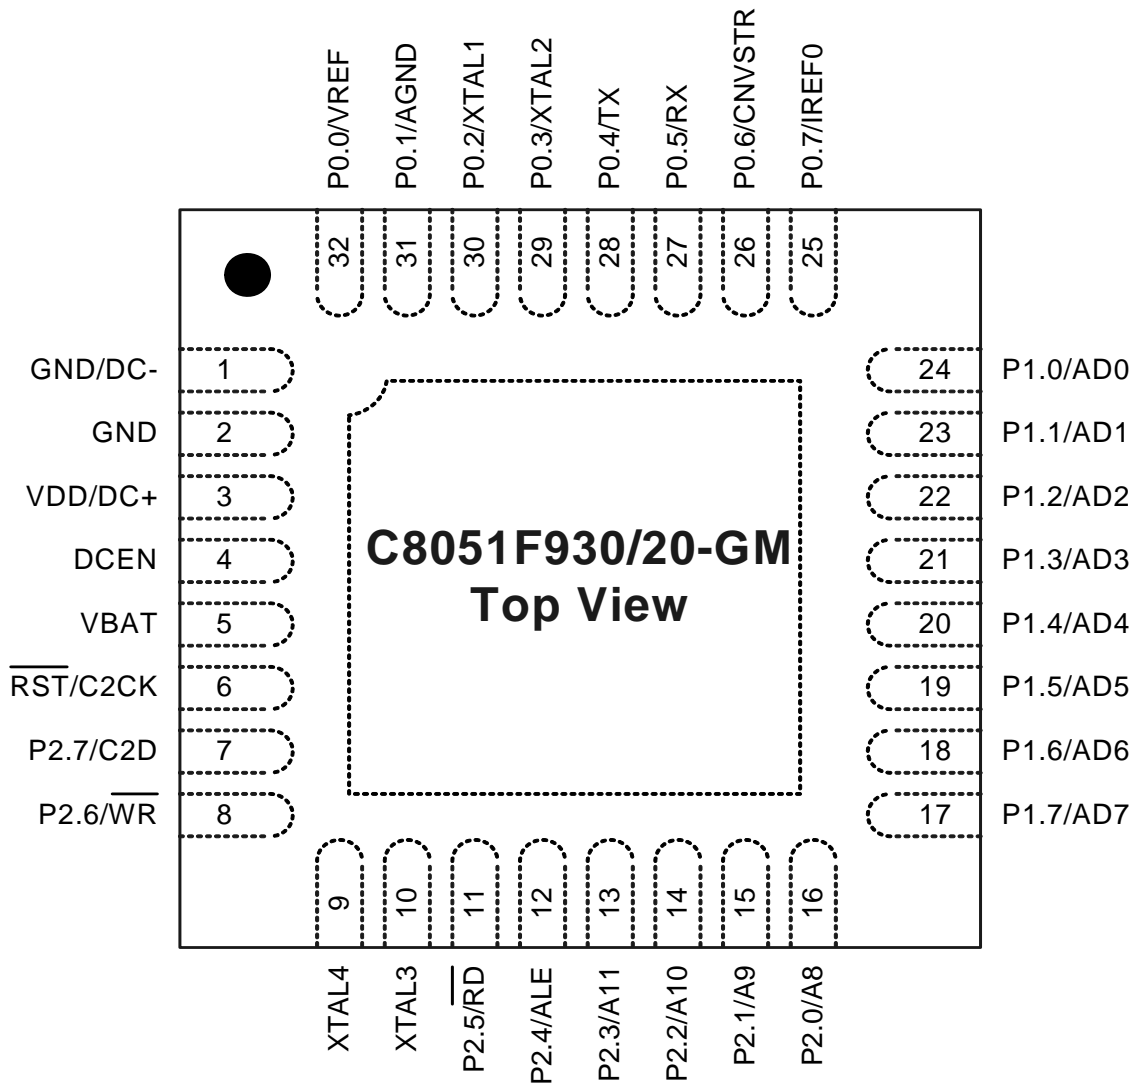 P0.0/VREF
P0.1/AGND
P0.2/XTAL1
P0.3/XTAL2
P0.4/TX
P0.5/RX
P0.6/CNVSTR
P0.7/IREF0
32
31
30
29
28
27
26
25
GND/DC- 1
GND 2
VDD/DC+ 3
DCEN 4
VBAT 5
R̅S̅T̅/C2CK 6
P2.7/C2D 7
P2.6/W̅R̅ 8
C8051F930/20-GM
Top View
24 P1.0/AD0
23 P1.1/AD1
22 P1.2/AD2
21 P1.3/AD3
20 P1.4/AD4
19 P1.5/AD5
18 P1.6/AD6
17 P1.7/AD7
9
10
11
12
13
14
15
16
XTAL4
XTAL3
P2.5/R̅D̅
P2.4/ALE
P2.3/A11
P2.2/A10
P2.1/A9
P2.0/A8